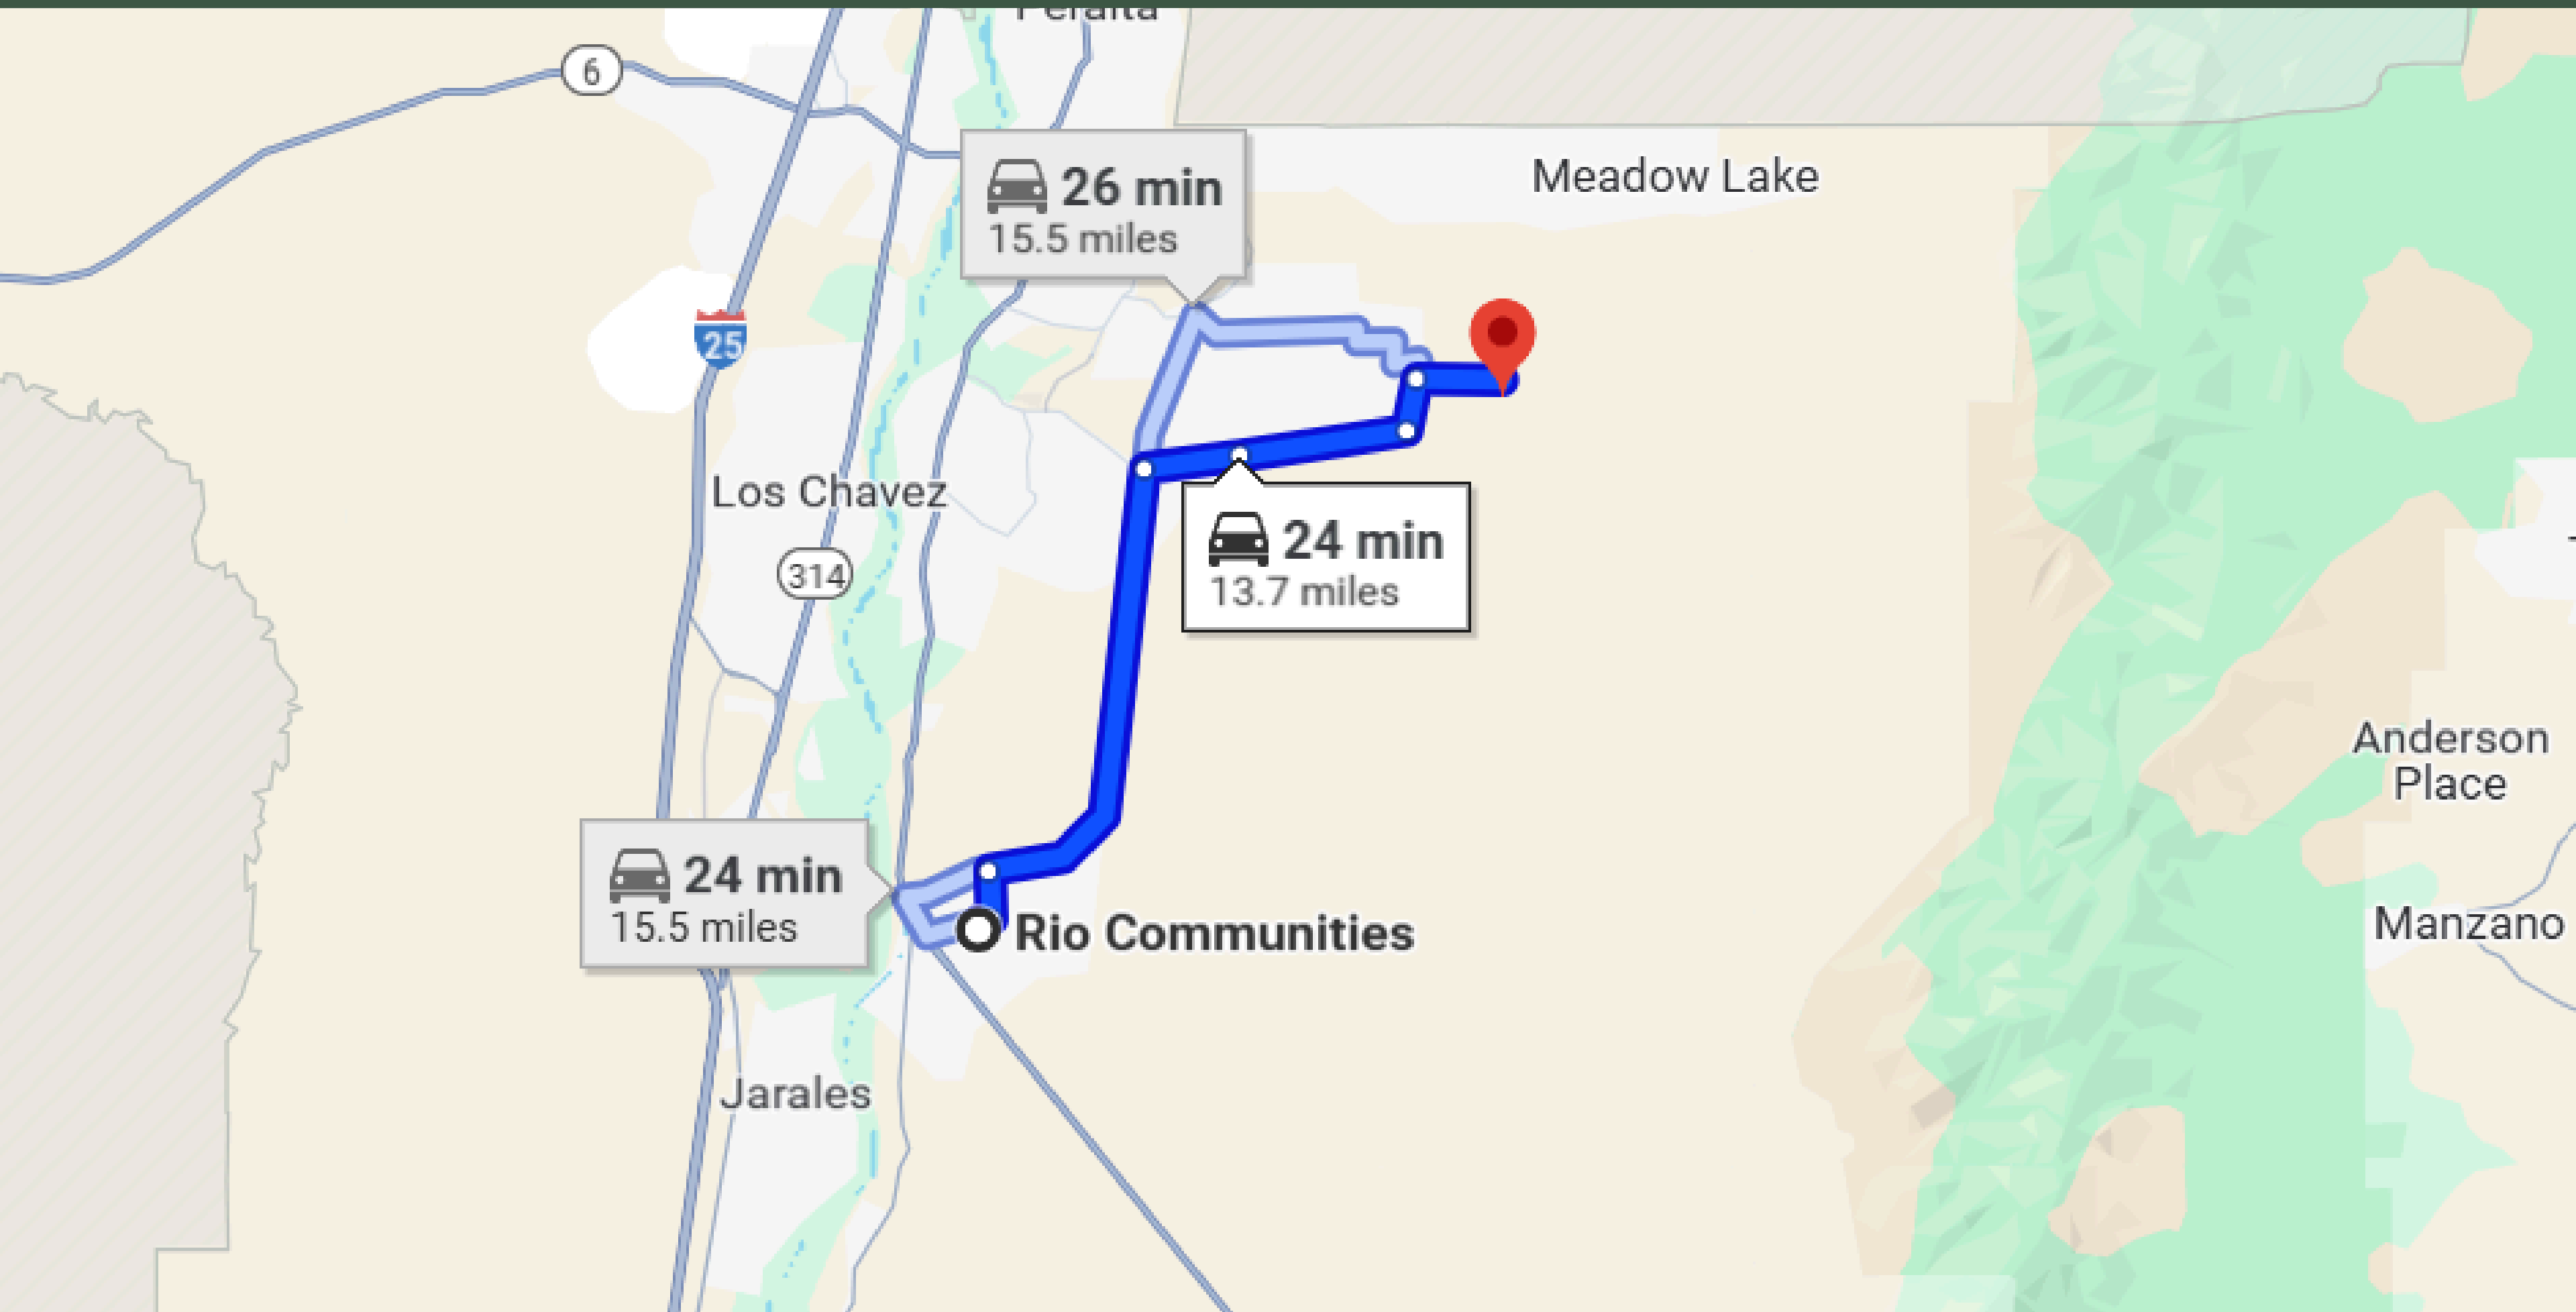 Peralta
6
26 min
15.5 miles
Meadow Lake
25
Los Chavez
24 min
13.7 miles
314
Anderson
Place
24 min
15.5 miles
Rio Communities
Manzano
Jarales